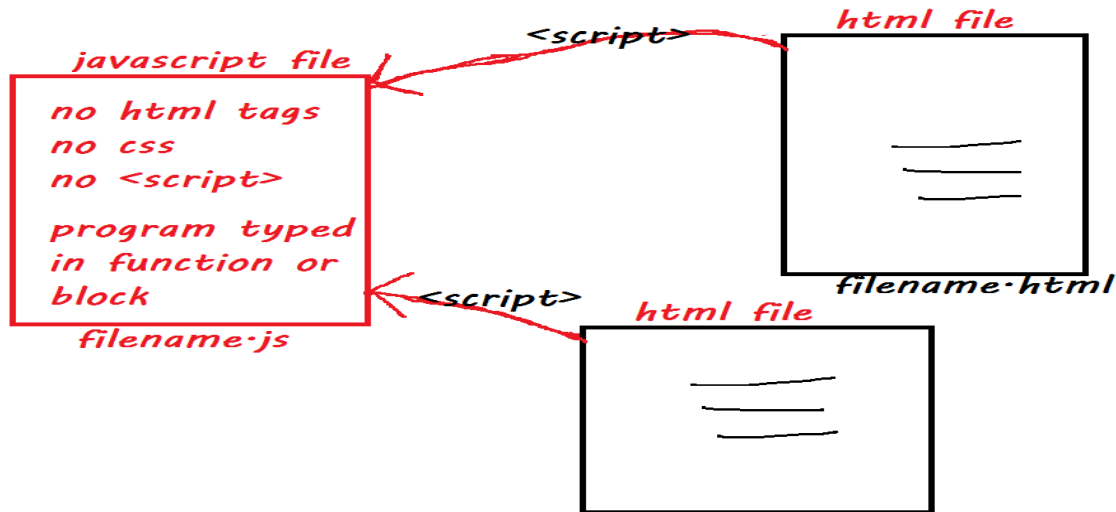 <script>
html file
javascript file
no html tags
no css
no <script>
program typed
in function or
block
filename.js
filename.html
<script>
html file